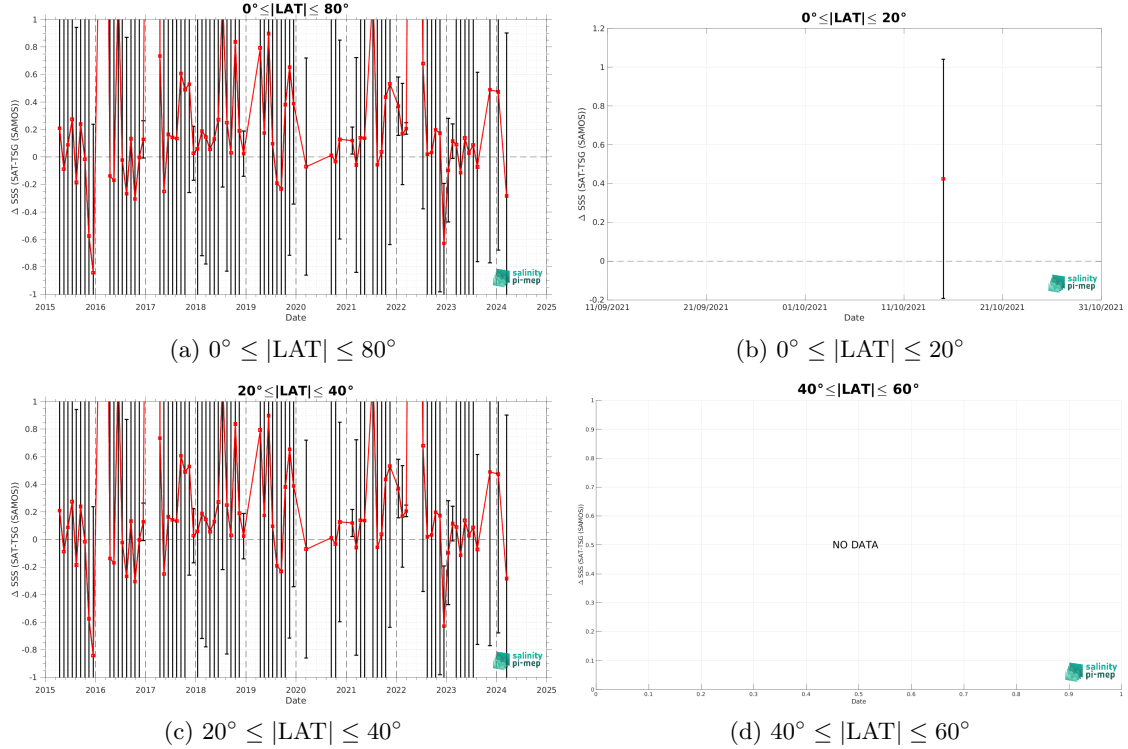 0°≤|LAT|≤ 80°
Δ SSS (SAT-TSG (SAMOS))
1
0.8
0.6
0.4
0.2
0
-0.2
-0.4
-0.6
-0.8
-1
2015 2016 2017 2018 2019 2020 2021 2022 2023 2024 2025
Date
salinity
pi-mep
(a) 0° ≤ |LAT| ≤ 80°
0°≤|LAT|≤ 20°
Δ SSS (SAT-TSG (SAMOS))
1.2
1
0.8
0.6
0.4
0.2
0
-0.2
11/09/2021 21/09/2021 01/10/2021 11/10/2021 21/10/2021 31/10/2021
Date
salinity
pi-mep
(b) 0° ≤ |LAT| ≤ 20°
20°≤|LAT|≤ 40°
Δ SSS (SAT-TSG (SAMOS))
1
0.8
0.6
0.4
0.2
0
-0.2
-0.4
-0.6
-0.8
-1
2015 2016 2017 2018 2019 2020 2021 2022 2023 2024 2025
Date
salinity
pi-mep
(c) 20° ≤ |LAT| ≤ 40°
40°≤|LAT|≤ 60°
Δ SSS (SAT-TSG (SAMOS))
1
0.9
0.8
0.7
0.6
0.5
0.4
0.3
0.2
0.1
0
NO DATA
0 0.1 0.2 0.3 0.4 0.5 0.6 0.7 0.8 0.9 1
Date
salinity
pi-mep
(d) 40° ≤ |LAT| ≤ 60°